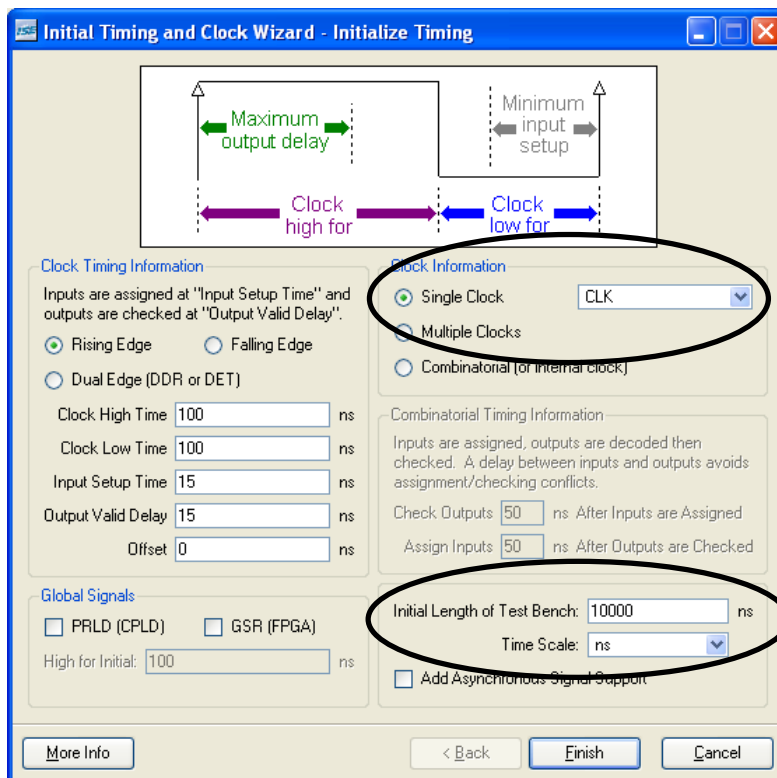 ISE Initial Timing and Clock Wizard - Initialize Timing
Maximum
output delay
Minimum
input
setup
Clock
high for
Clock
low for
Clock Timing Information
Inputs are assigned at "Input Setup Time" and
outputs are checked at "Output Valid Delay".
Rising Edge
Falling Edge
Dual Edge (DDR or DET)
Clock High Time 100 ns
Clock Low Time 100 ns
Input Setup Time 15 ns
Output Valid Delay 15 ns
Offset 0 ns
Global Signals
PRLD (CPLD)
GSR (FPGA)
High for Initial: 100 ns
Clock Information
Single Clock CLK
Multiple Clocks
Combinatorial (or internal clock)
Combinatorial Timing Information
Inputs are assigned, outputs are decoded then
checked. A delay between inputs and outputs avoids
assignment/checking conflicts.
Check Outputs 50 ns After Inputs are Assigned
Assign Inputs 50 ns After Outputs are Checked
Initial Length of Test Bench: 10000 ns
Time Scale: ns
Add Asynchronous Signal Support
More Info
< Back
Finish
Cancel